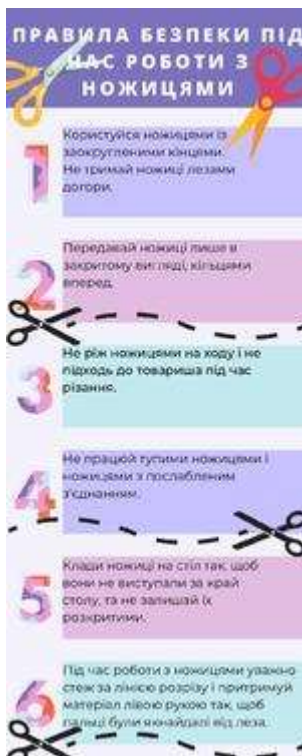 ПРАВИЛА БЕЗПЕКИ ПІД
ЧАС РОБОТИ З
НОЖИЦЯМИ
1
Користуйся ножицями із
заокругленими кінцями.
Не тримай ножиці лезами
догори.
2
Передавай ножиці лише в
закритому вигляді, кільцями
вперед.
3
Не ріж ножицями на ходу і не
підходь до товариша під час
різання.
4
Не працюй тупими ножицями і
ножицями з послабленим
з'єднанням.
5
Клади ножиці на стіл так, щоб
вони не виступали за край
столу, та не залишай їх
розкритими.
6
Під час роботи з ножицями уважно
стеж за лінією розрізу і притримуй
матеріал лівою рукою так, щоб
пальці були якнайдалі від леза.